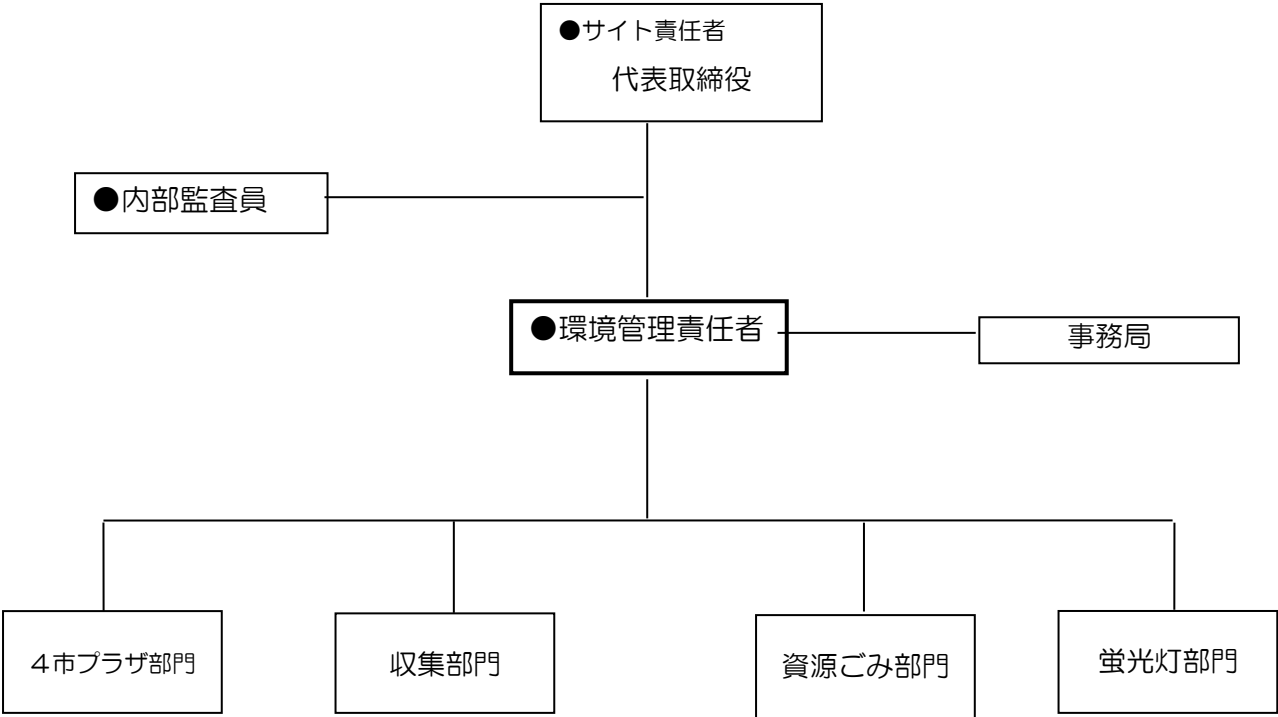 ●サイト責任者
代表取締役
●内部監査員
●環境管理責任者
事務局
４市プラザ部門
収集部門
資源ごみ部門
蛍光灯部門